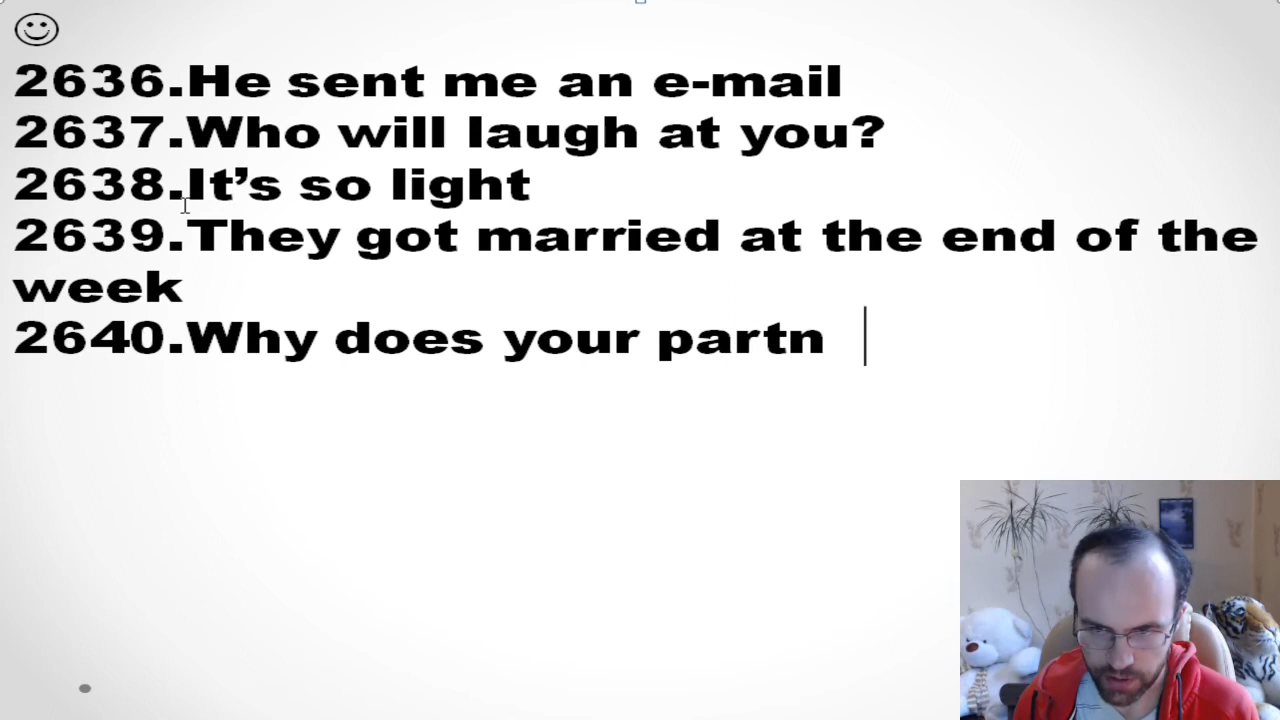 2636.He sent me an e-mail
2637.Who will laugh at you?
2638.It's so light
2639.They got married at the end of the
week
2640.Why does your partn